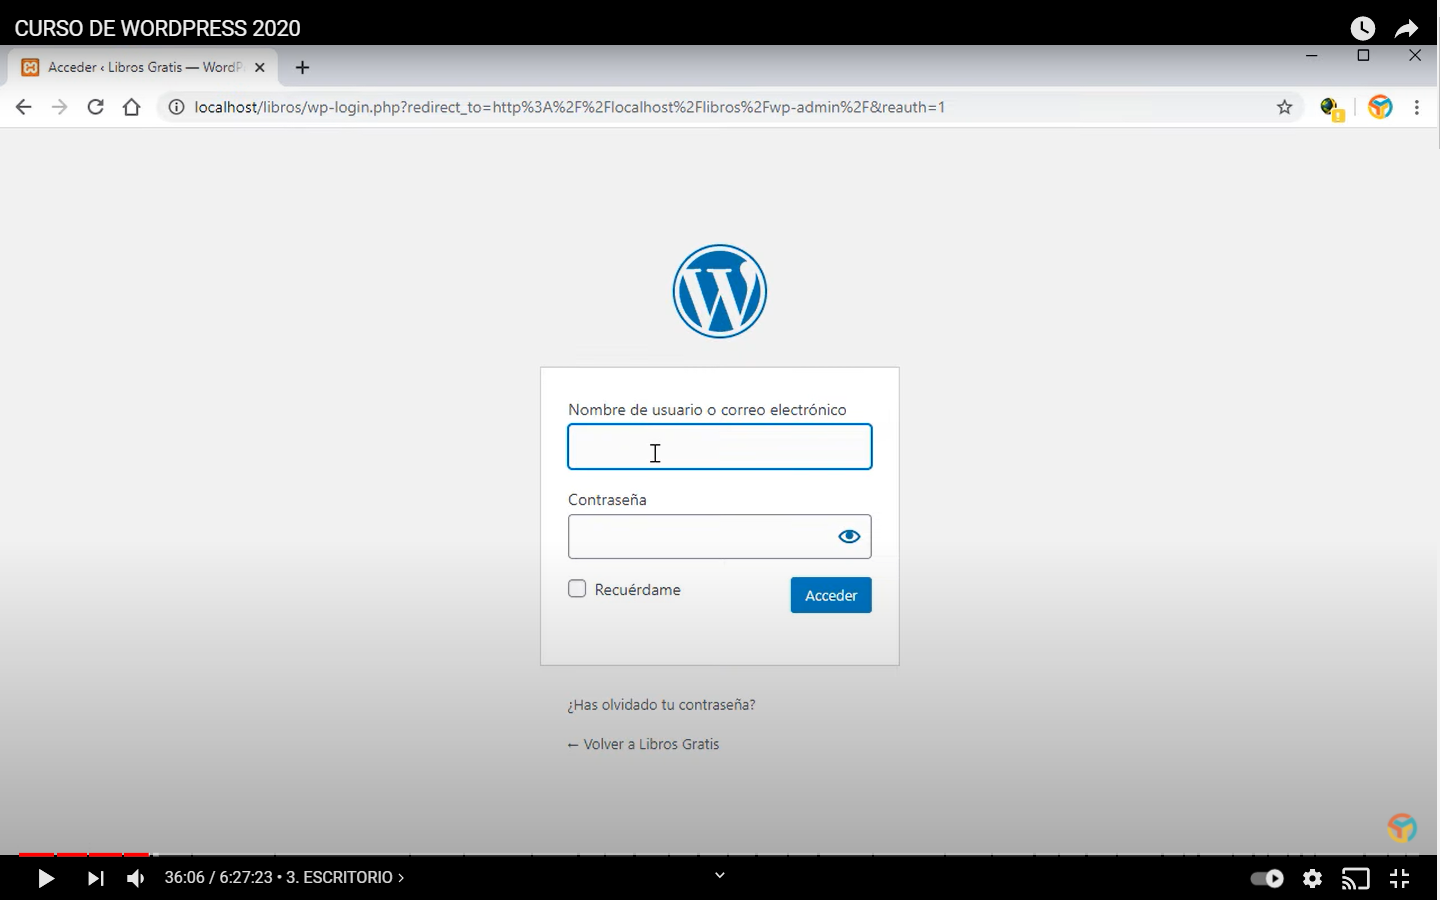 CURSO DE WORDPRESS 2020
Acceder ‹ Libros Gratis — WordP
localhost/libros/wp-login.php?redirect_to=http%3A%2F%2Flocalhost%2Flibros%2Fwp-admin%2F&reauth=1
Nombre de usuario o correo electrónico
Contraseña
Recuérdame
Acceder
¿Has olvidado tu contraseña?
← Volver a Libros Gratis
36:06 / 6:27:23 • 3. ESCRITORIO ›